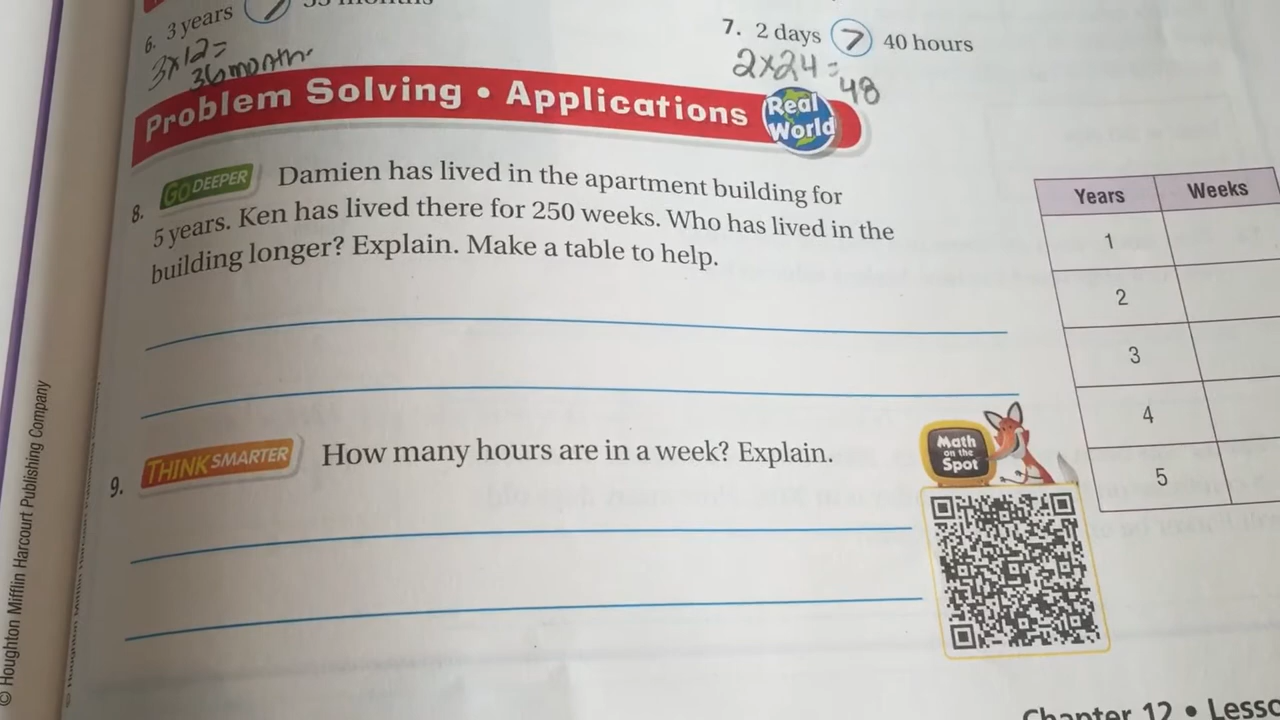 6. 3 years >
3x12=
36 month
7. 2 days > 40 hours
2x24=
48
Problem Solving • Applications Real World
8. GO DEEPER Damien has lived in the apartment building for
5 years. Ken has lived there for 250 weeks. Who has lived in the
building longer? Explain. Make a table to help.
Years Weeks
1
2
3
4
5
9. THINK SMARTER How many hours are in a week? Explain.
Math
on the
Spot
© Houghton Mifflin Harcourt Publishing Company
Chapter 12 •